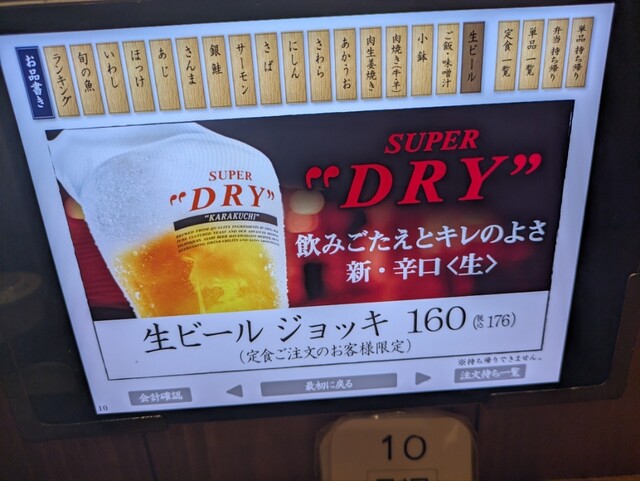 お品書き
ランキング
旬の魚
いわし
ほっけ
あじ
さんま
銀鮭
サーモン
さば
にしん
さわら
あかうお
肉生姜焼き
肉焼き(牛・羊)
小鉢
ご飯・味噌汁
生ビール
定食一覧
単品一覧
弁当持ち帰り
単品持ち帰り
SUPER
“DRY”
"KARAKUCHI"
SUPER
“DRY”
飲みごたえとキレのよさ
新・辛口〈生〉
生ビール ジョッキ 160(税込176)
(定食ご注文のお客様限定)
※持ち帰りできません。
会計確認
最初に戻る
注文待ち一覧
10
10